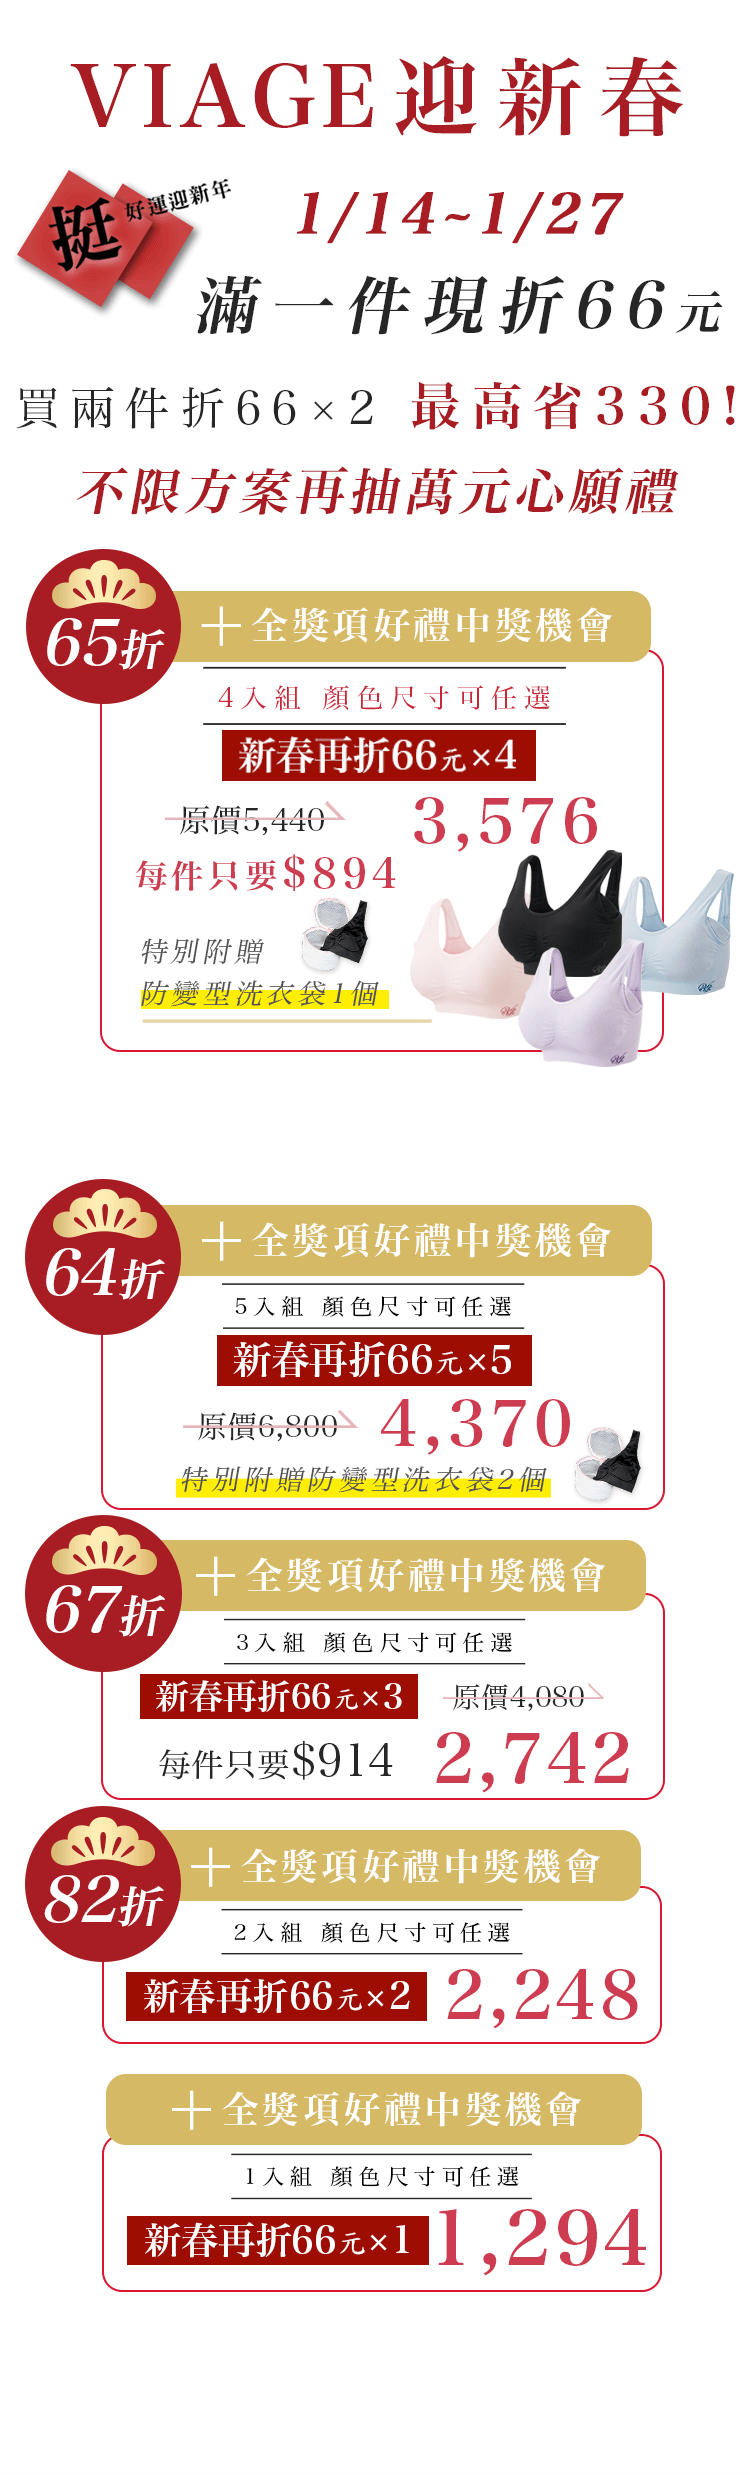 VIAGE迎新春
挺
好運迎新年
1/14~1/27
滿一件現折66元
買兩件折66×2 最高省330!
不限方案再抽萬元心願禮
65折
＋全獎項好禮中獎機會
4入組 顏色尺寸可任選
新春再折66元×4
原價5,440
3,576
每件只要$894
特別附贈
防變型洗衣袋1個
64折
＋全獎項好禮中獎機會
5入組 顏色尺寸可任選
新春再折66元×5
原價6,800
4,370
特別附贈防變型洗衣袋2個
67折
＋全獎項好禮中獎機會
3入組 顏色尺寸可任選
新春再折66元×3
原價4,080
每件只要$914
2,742
82折
＋全獎項好禮中獎機會
2入組 顏色尺寸可任選
新春再折66元×2
2,248
＋全獎項好禮中獎機會
1入組 顏色尺寸可任選
新春再折66元×1
1,294